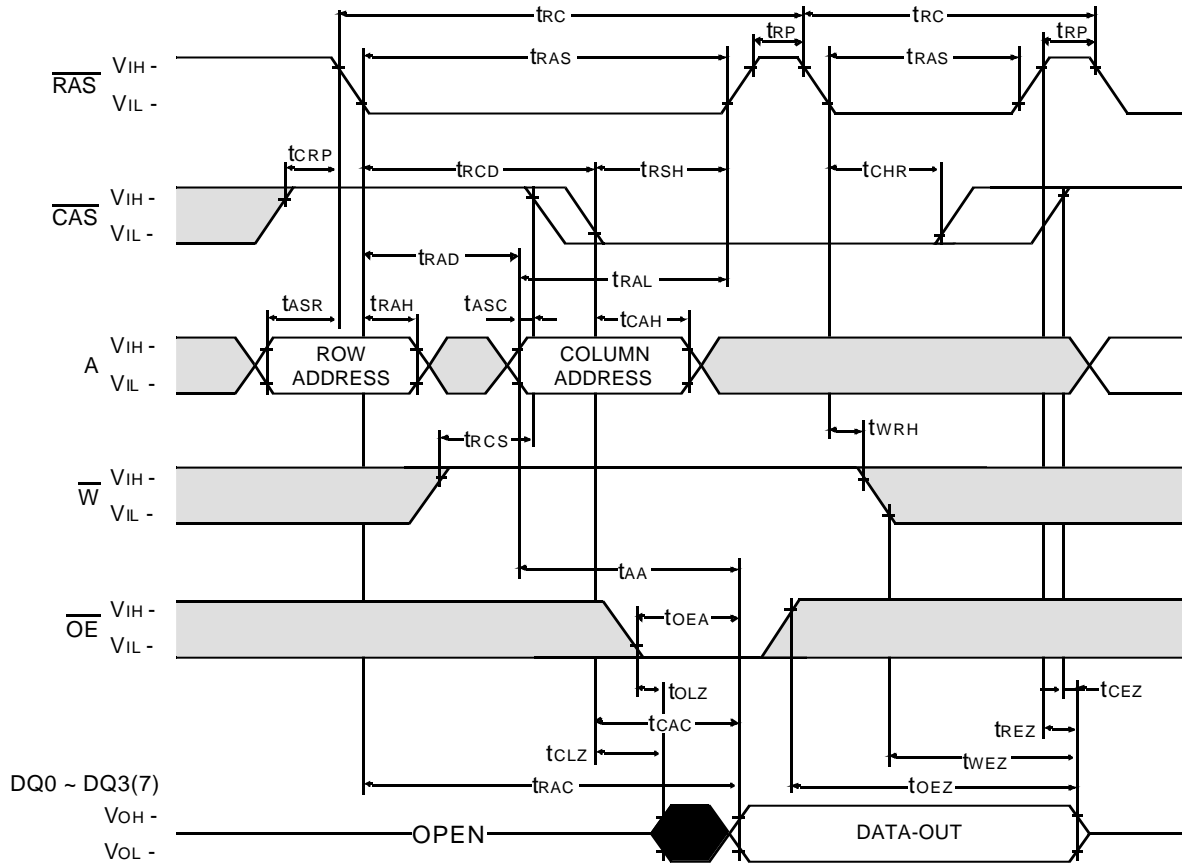 tRC tRC
tRP tRP
tRAS tRAS
RAS VIH -
VIL -
tCRP tRCD tRSH tCHR
CAS VIH -
VIL -
tRAD tRAL
tASR tRAH tASC tCAH
A VIH -
VIL -
ROW
ADDRESS
COLUMN
ADDRESS
tRCS tWRH
W VIH -
VIL -
tAA
OE VIH -
VIL -
tOEA
tOLZ tCEZ
tCAC tREZ
tCLZ tWEZ
DQ0 ~ DQ3(7) tRAC tOEZ
VOH -
VOL -
OPEN DATA-OUT